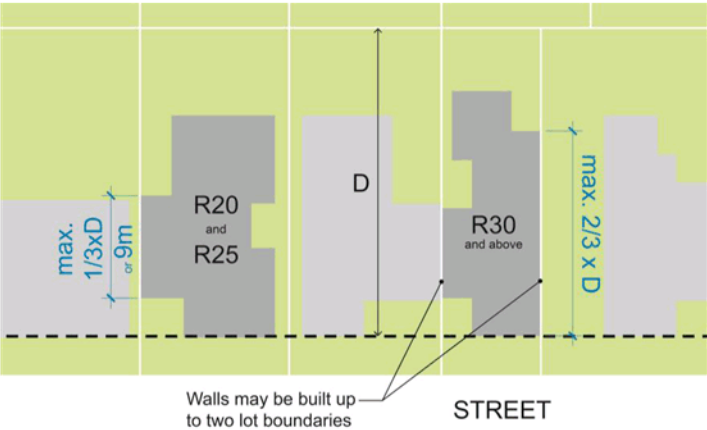 max.
1/3xD
or 9m
R20
and
R25
D
R30
and above
max. 2/3 x D
Walls may be built up
to two lot boundaries
STREET